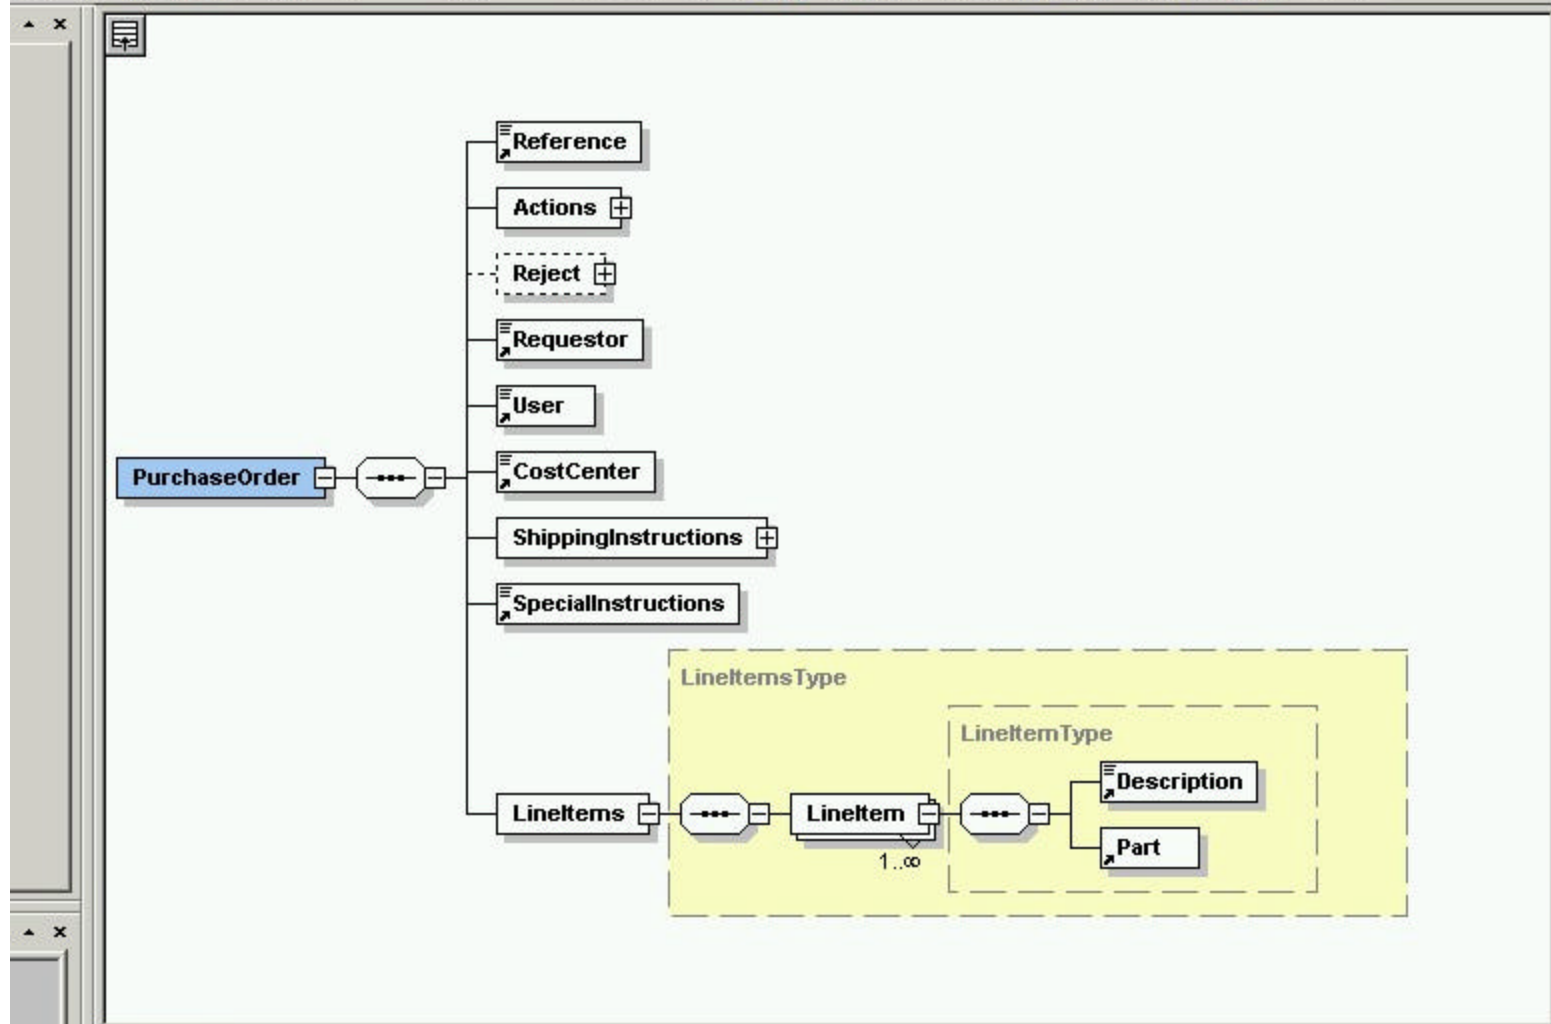 Reference
Actions
Reject
Requestor
User
CostCenter
PurchaseOrder
ShippingInstructions
SpecialInstructions
LineItemsType
LineItemType
Description
LineItems
LineItem
Part
1..∞